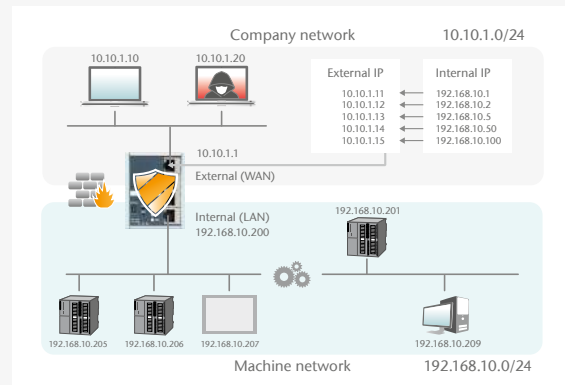 Company network 10.10.1.0/24
10.10.1.10
10.10.1.20
External IP
Internal IP
10.10.1.11 192.168.10.1
10.10.1.12 192.168.10.2
10.10.1.13 192.168.10.5
10.10.1.14 192.168.10.50
10.10.1.15 192.168.10.100
10.10.1.1
External (WAN)
Internal (LAN)
192.168.10.200
192.168.10.201
192.168.10.205
192.168.10.206
192.168.10.207
192.168.10.209
Machine network 192.168.10.0/24